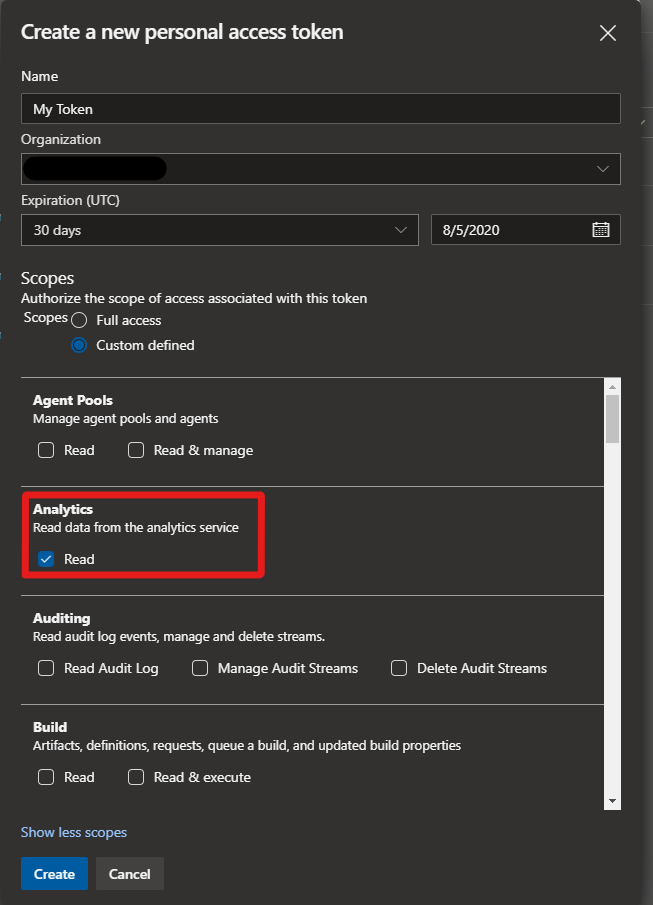 Create a new personal access token
Name
My Token
Organization
Expiration (UTC)
30 days
8/5/2020
Scopes
Authorize the scope of access associated with this token
Scopes Full access
Custom defined
Agent Pools
Manage agent pools and agents
Read Read & manage
Analytics
Read data from the analytics service
Read
Auditing
Read audit log events, manage and delete streams.
Read Audit Log Manage Audit Streams Delete Audit Streams
Build
Artifacts, definitions, requests, queue a build, and updated build properties
Read Read & execute
Show less scopes
Create Cancel